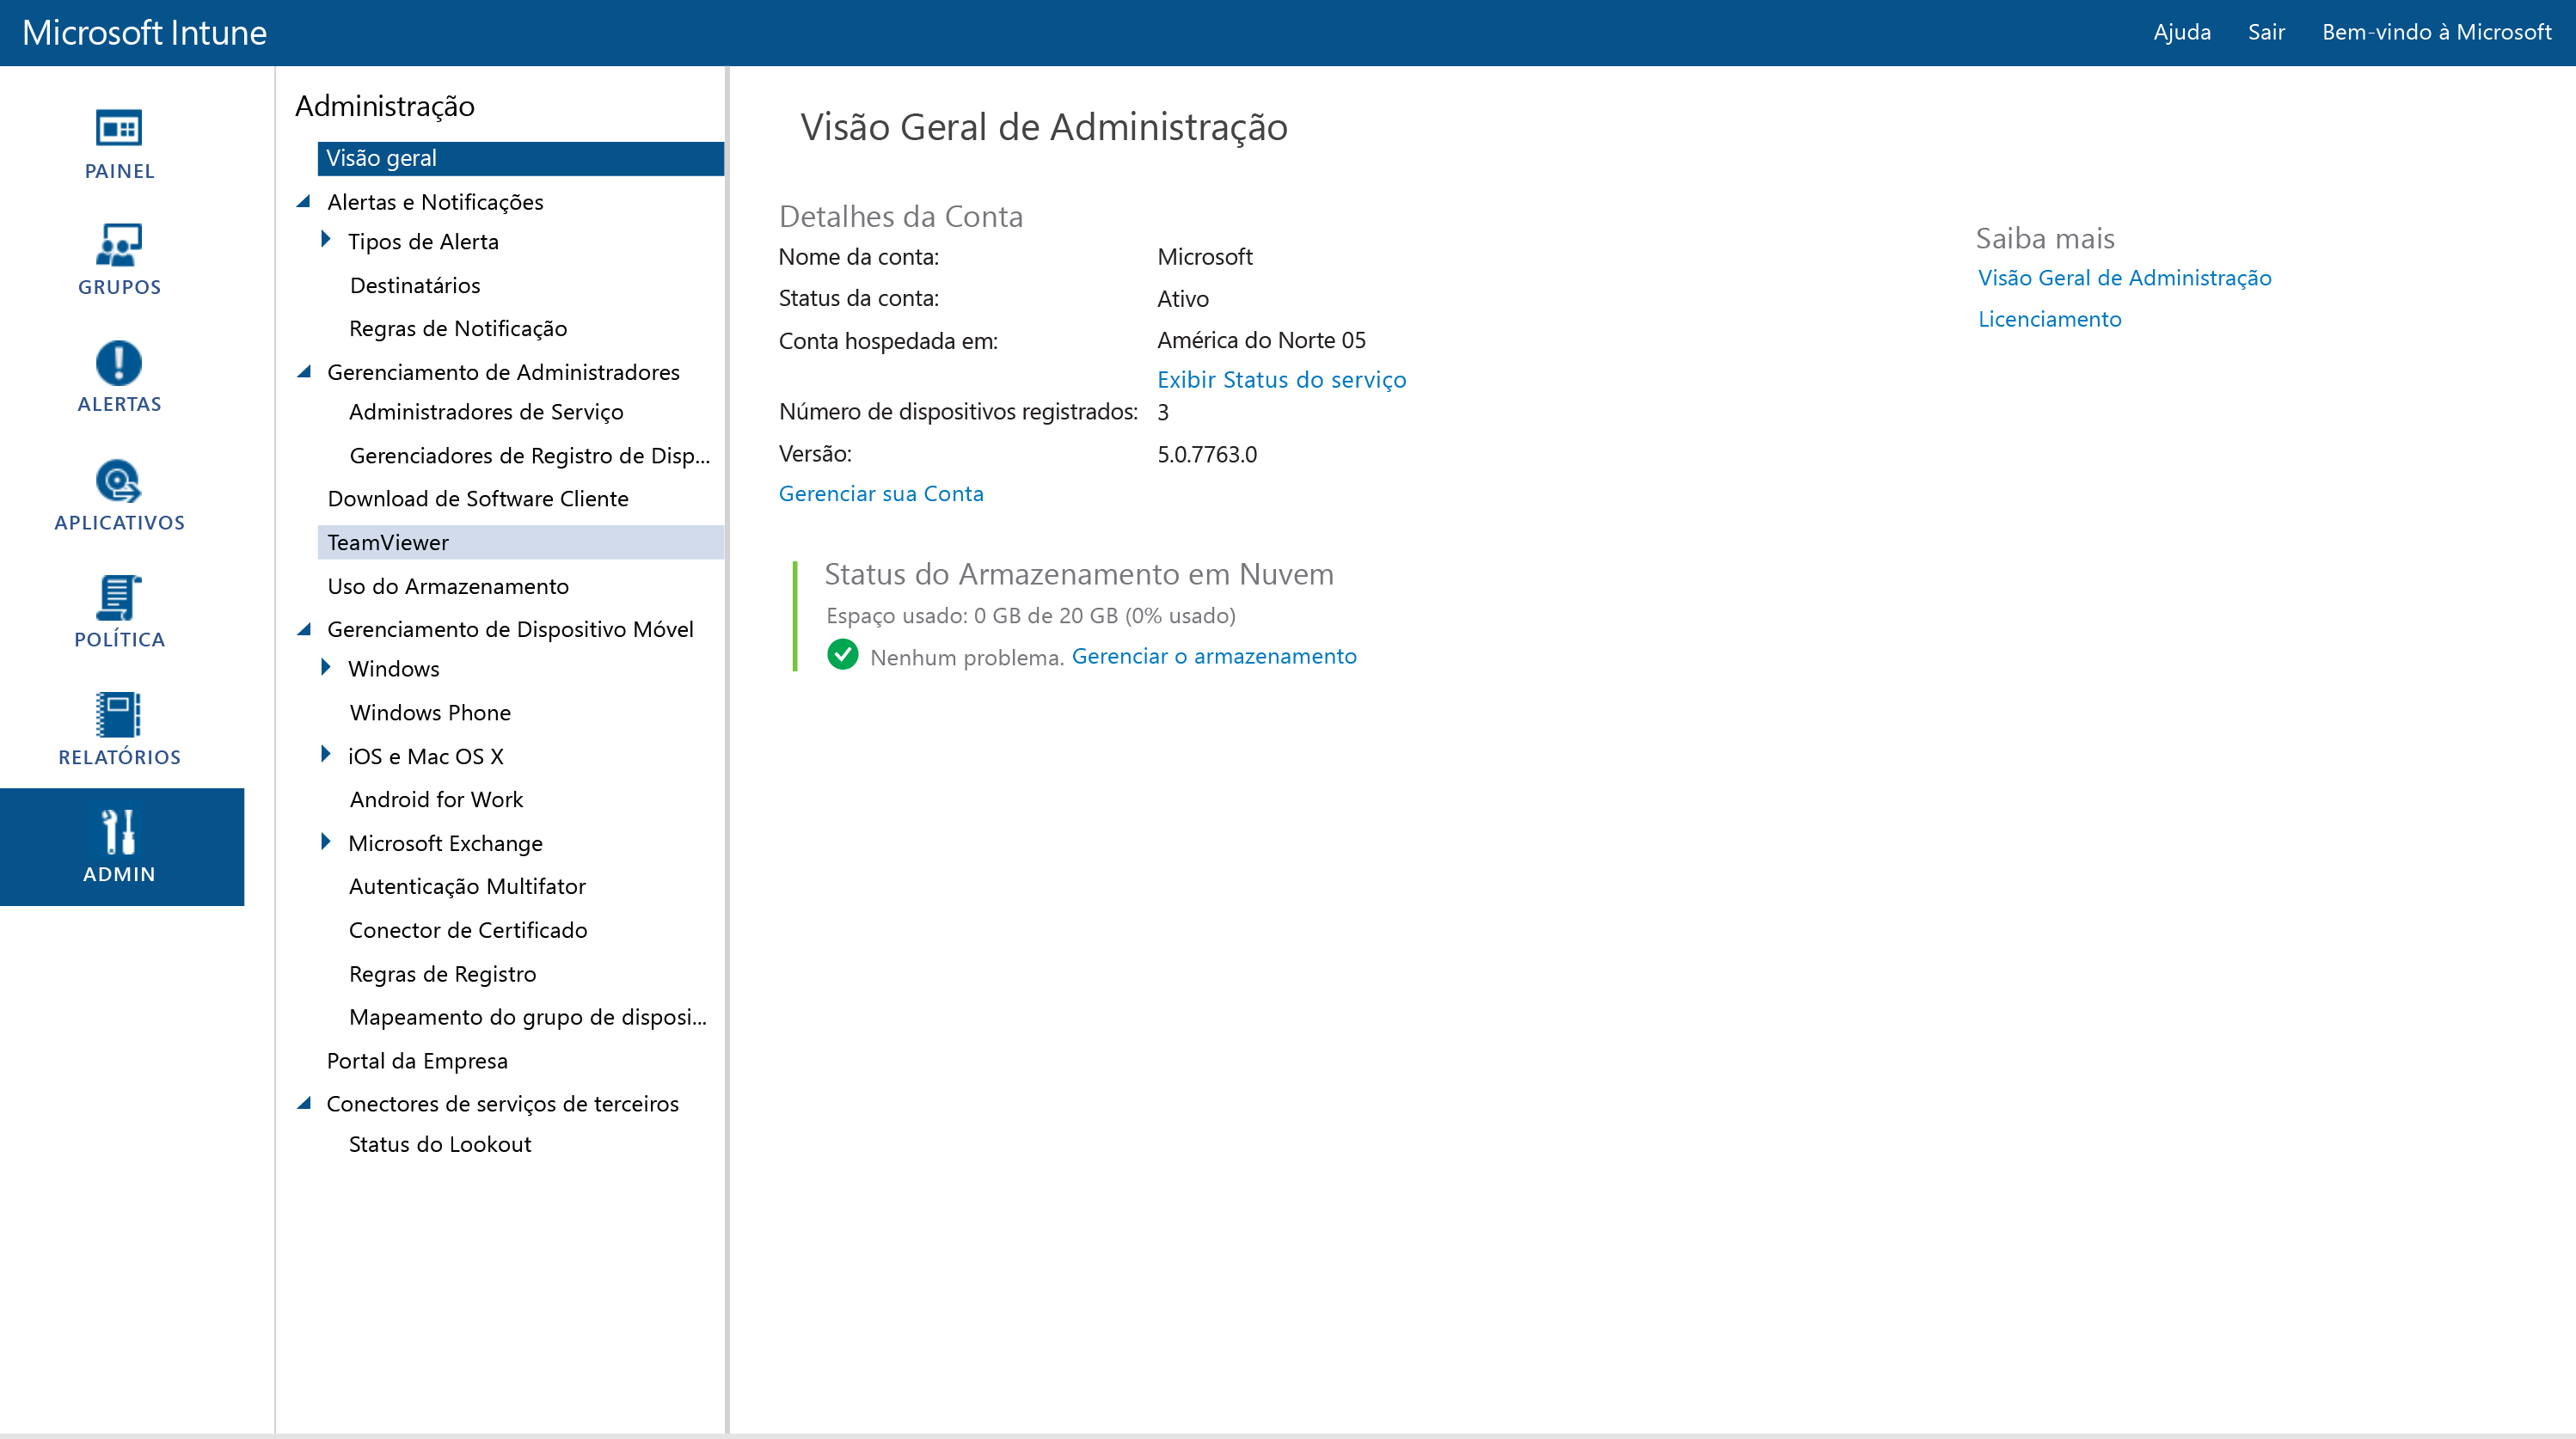 Microsoft Intune
Ajuda
Sair
Bem-vindo à Microsoft
PAINEL
GRUPOS
ALERTAS
APLICATIVOS
POLÍTICA
RELATÓRIOS
ADMIN
Administração
Visão geral
Alertas e Notificações
Tipos de Alerta
Destinatários
Regras de Notificação
Gerenciamento de Administradores
Administradores de Serviço
Gerenciadores de Registro de Disp...
Download de Software Cliente
TeamViewer
Uso do Armazenamento
Gerenciamento de Dispositivo Móvel
Windows
Windows Phone
iOS e Mac OS X
Android for Work
Microsoft Exchange
Autenticação Multifator
Conector de Certificado
Regras de Registro
Mapeamento do grupo de disposi...
Portal da Empresa
Conectores de serviços de terceiros
Status do Lookout
Visão Geral de Administração
Detalhes da Conta
Nome da conta: Microsoft
Status da conta: Ativo
Conta hospedada em: América do Norte 05
Exibir Status do serviço
Número de dispositivos registrados: 3
Versão: 5.0.7763.0
Gerenciar sua Conta
Status do Armazenamento em Nuvem
Espaço usado: 0 GB de 20 GB (0% usado)
Nenhum problema. Gerenciar o armazenamento
Saiba mais
Visão Geral de Administração
Licenciamento